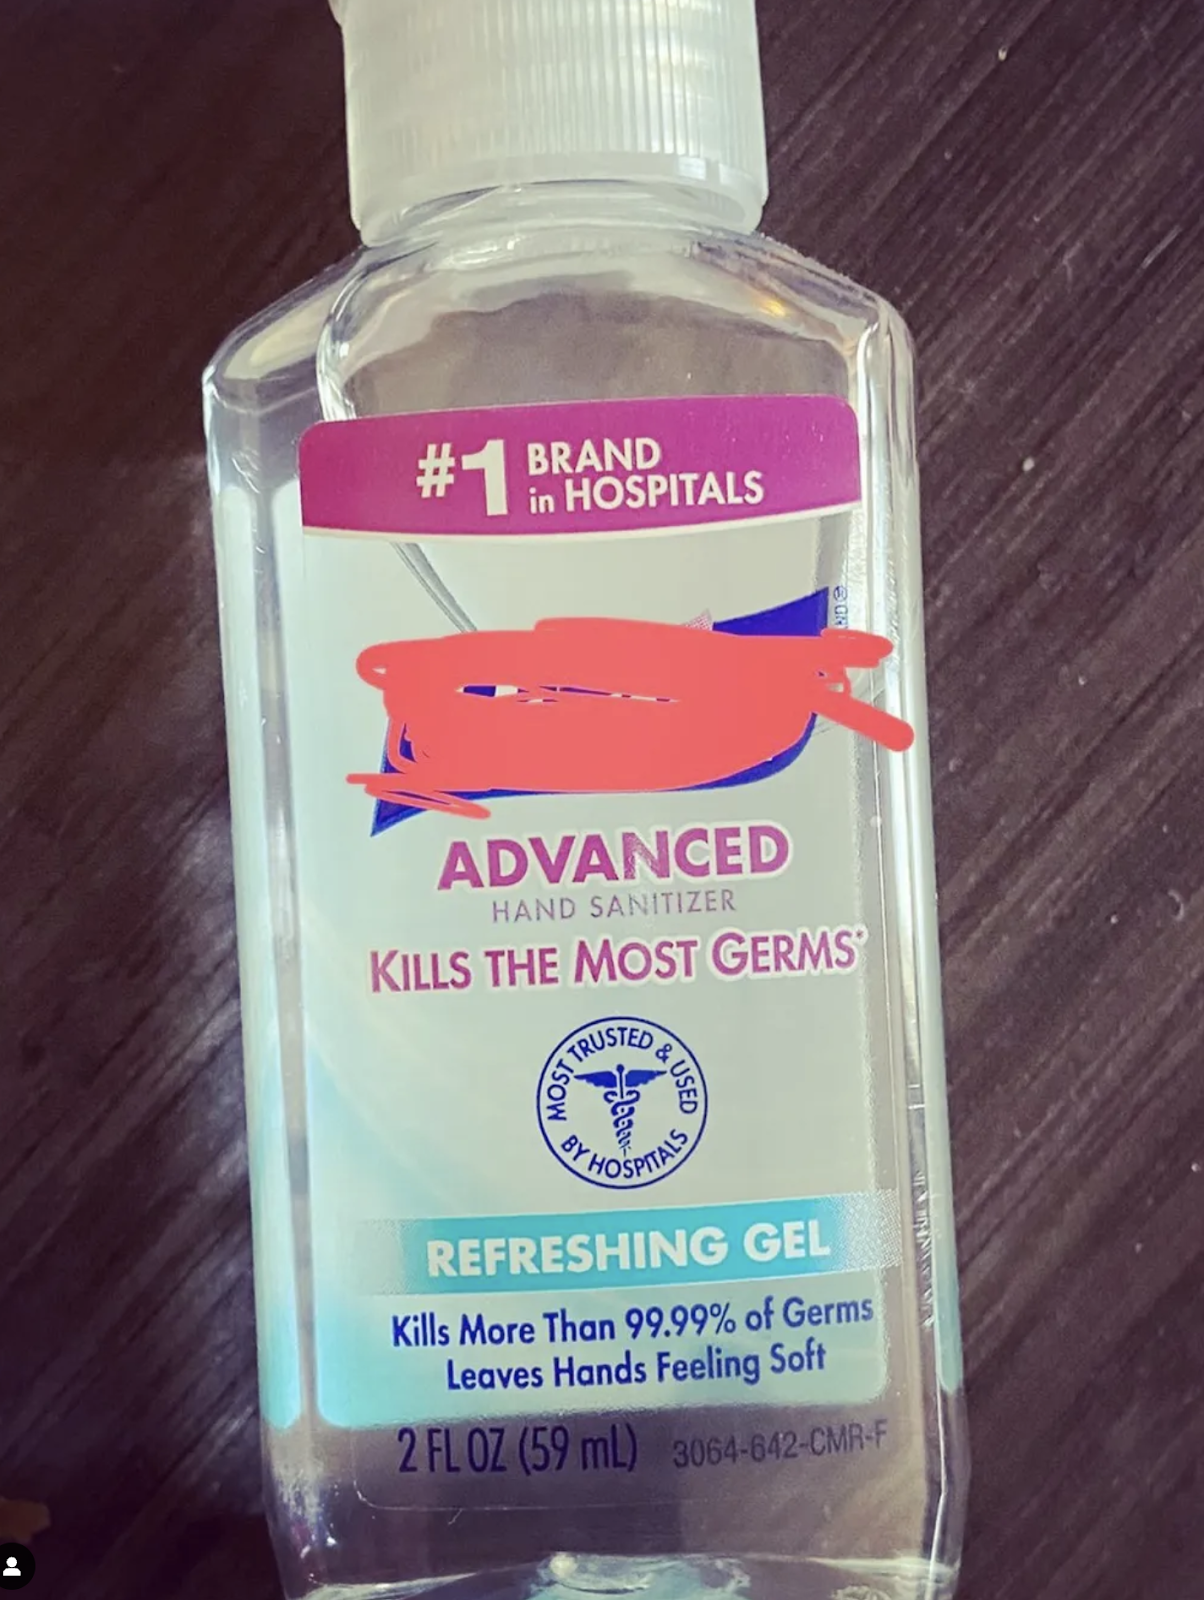 #1 BRAND
in HOSPITALS
ADVANCED
HAND SANITIZER
KILLS THE MOST GERMS*
MOST TRUSTED & USED
BY HOSPITALS
REFRESHING GEL
Kills More Than 99.99% of Germs
Leaves Hands Feeling Soft
2 FL OZ (59 mL) 3064-642-CMR-F